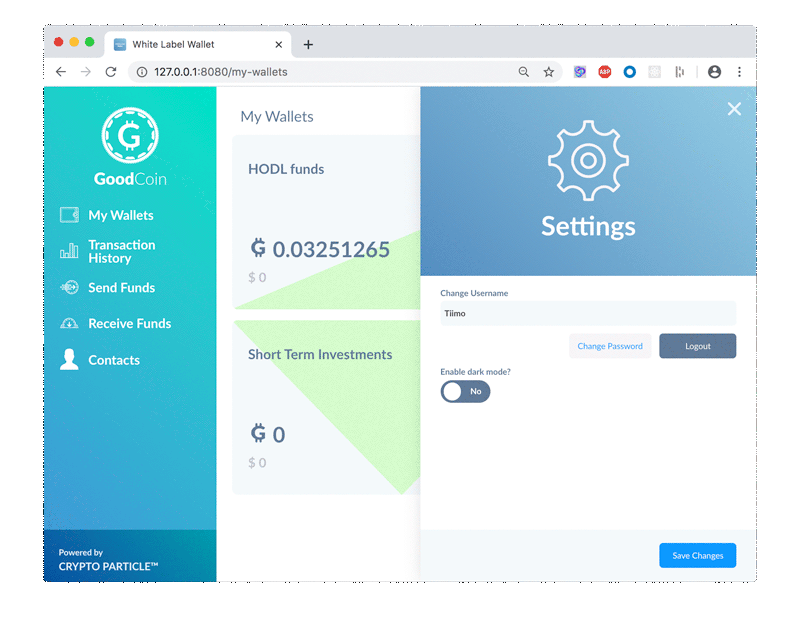 White Label Wallet
127.0.0.1:8080/my-wallets
ABP
G
GoodCoin
My Wallets
Transaction
History
Send Funds
Receive Funds
Contacts
Powered by
CRYPTO PARTICLE™
My Wallets
HODL funds
₲ 0.03251265
$ 0
Short Term Investments
₲ 0
$ 0
Settings
Change Username
Tiimo
Change Password
Logout
Enable dark mode?
No
Save Changes